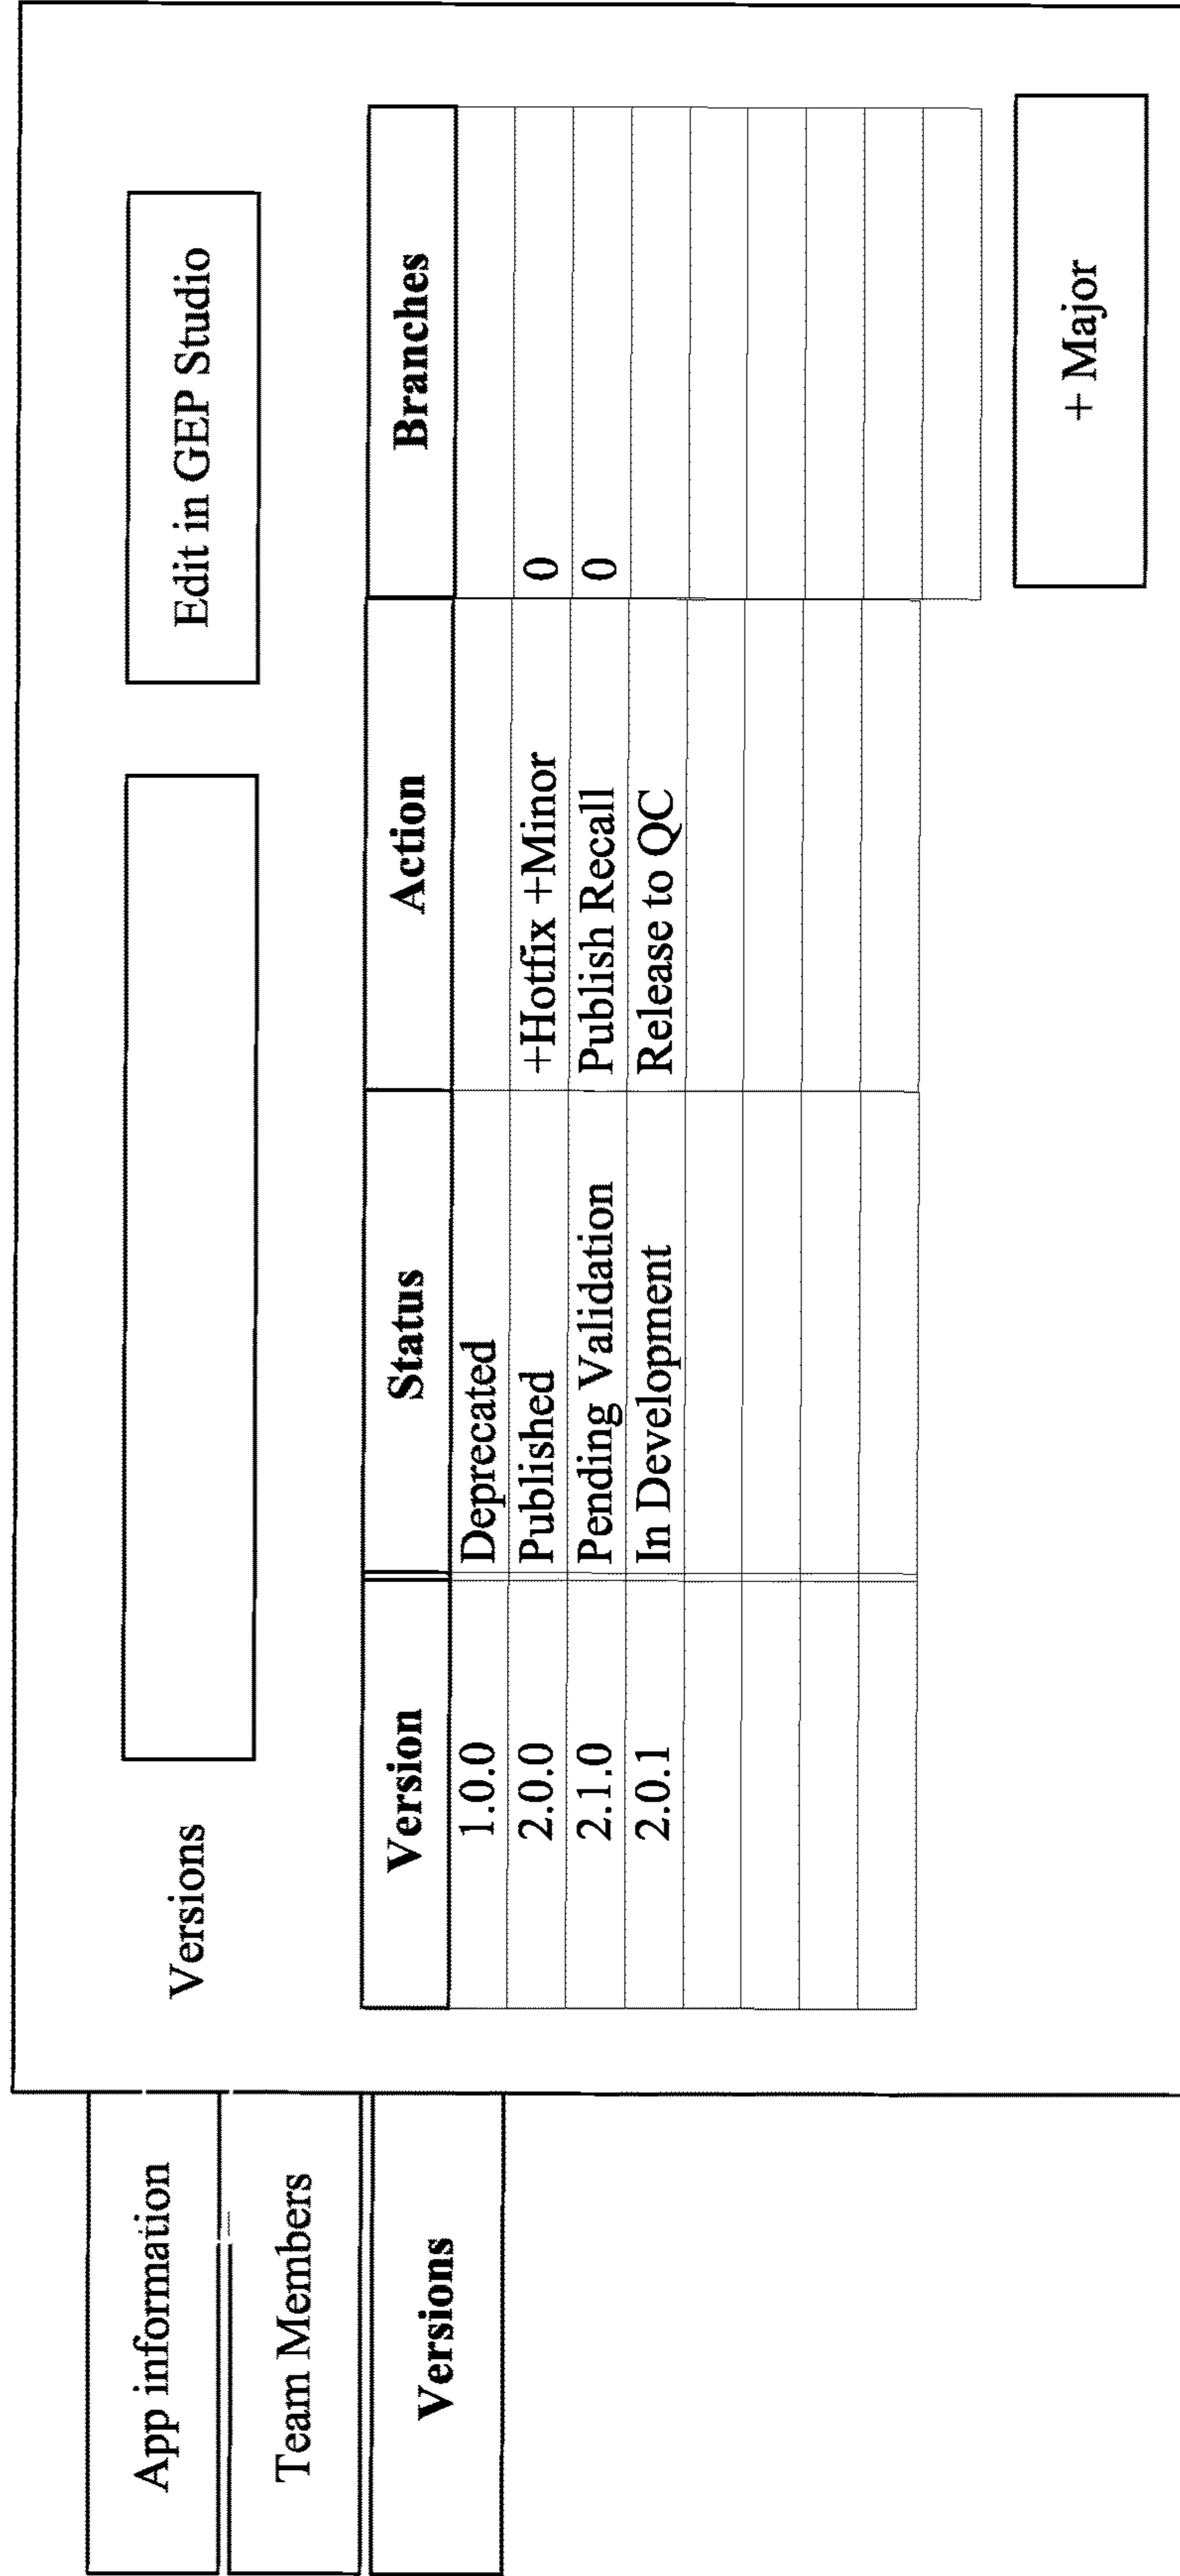 App information
Team Members
Versions
Versions
Edit in GEP Studio
Version Status Action Branches
1.0.0 Deprecated
2.0.0 Published +Hotfix +Minor 0
2.1.0 Pending Validation Publish Recall 0
2.0.1 In Development Release to QC
+ Major